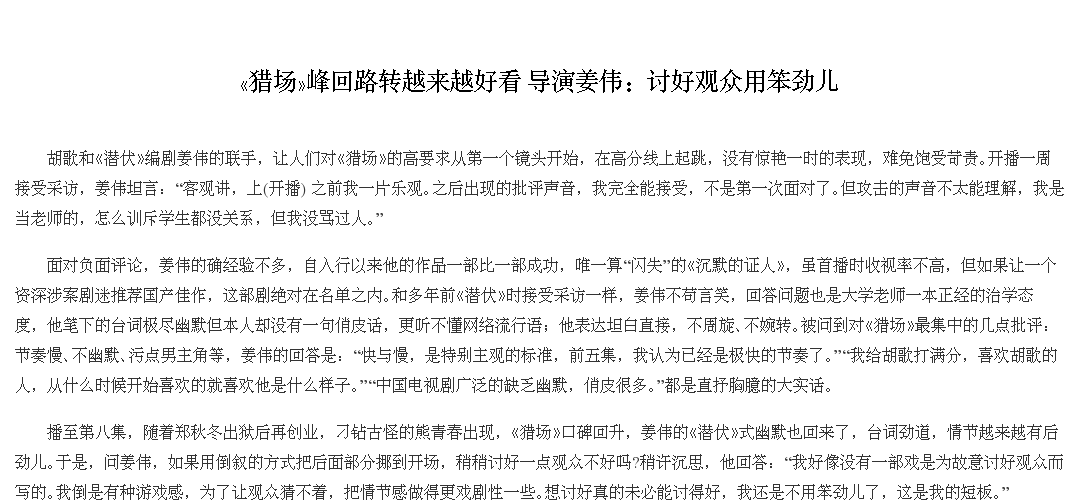 《猎场》峰回路转越来越好看 导演姜伟：讨好观众用笨劲儿
胡歌和《潜伏》编剧姜伟的联手，让人们对《猎场》的高要求从第一个镜头开始，在高分线上起跳，没有惊艳一时的表现，难免饱受苛责。开播一周
接受采访，姜伟坦言：“客观讲，上(开播) 之前我一片乐观。之后出现的批评声音，我完全能接受，不是第一次面对了。但攻击的声音不太能理解，我是
当老师的，怎么训斥学生都没关系，但我没骂过人。”
面对负面评论，姜伟的确经验不多，自入行以来他的作品一部比一部成功，唯一算“闪失”的《沉默的证人》，虽首播时收视率不高，但如果让一个
资深涉案剧迷推荐国产佳作，这部剧绝对在名单之内。和多年前《潜伏》时接受采访一样，姜伟不苟言笑，回答问题也是大学老师一本正经的治学态
度，他笔下的台词极尽幽默但本人却没有一句俏皮话，更听不懂网络流行语；他表达坦白直接，不周旋、不婉转。被问到对《猎场》最集中的几点批评：
节奏慢、不幽默、污点男主角等，姜伟的回答是：“快与慢，是特别主观的标准，前五集，我认为已经是极快的节奏了。”“我给胡歌打满分，喜欢胡歌的
人，从什么时候开始喜欢的就喜欢他是什么样子。”“中国电视剧广泛的缺乏幽默，俏皮很多。”都是直抒胸臆的大实话。
播至第八集，随着郑秋冬出狱后再创业，刁钻古怪的熊青春出现，《猎场》口碑回升，姜伟的《潜伏》式幽默也回来了，台词劲道，情节越来越有后
劲儿。于是，问姜伟，如果用倒叙的方式把后面部分挪到开场，稍稍讨好一点观众不好吗?稍许沉思，他回答：“我好像没有一部戏是为故意讨好观众而
写的。我倒是有种游戏感，为了让观众猜不着，把情节感做得更戏剧性一些。想讨好真的未必能讨得好，我还是不用笨劲儿了，这是我的短板。”